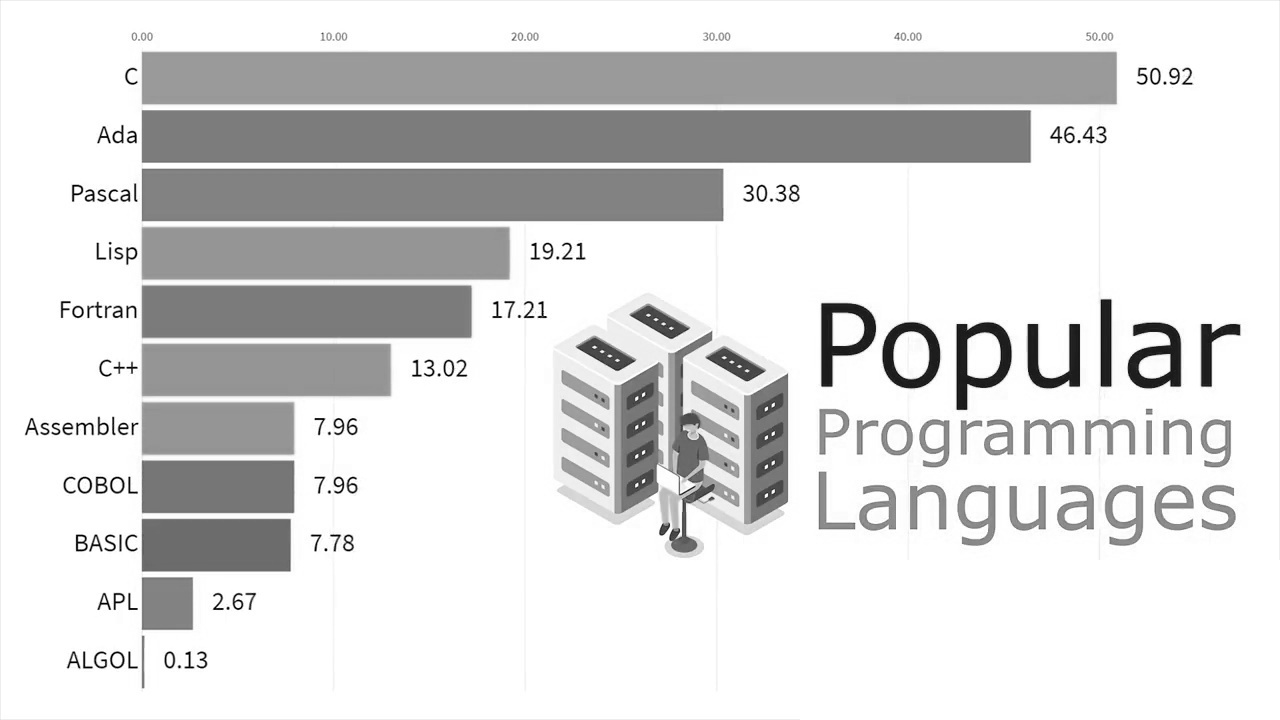 0.00 10.00 20.00 30.00 40.00 50.00
C 50.92
Ada 46.43
Pascal 30.38
Lisp 19.21
Fortran 17.21
C++ 13.02
Assembler 7.96
COBOL 7.96
BASIC 7.78
APL 2.67
ALGOL 0.13
Popular
Programming
Languages